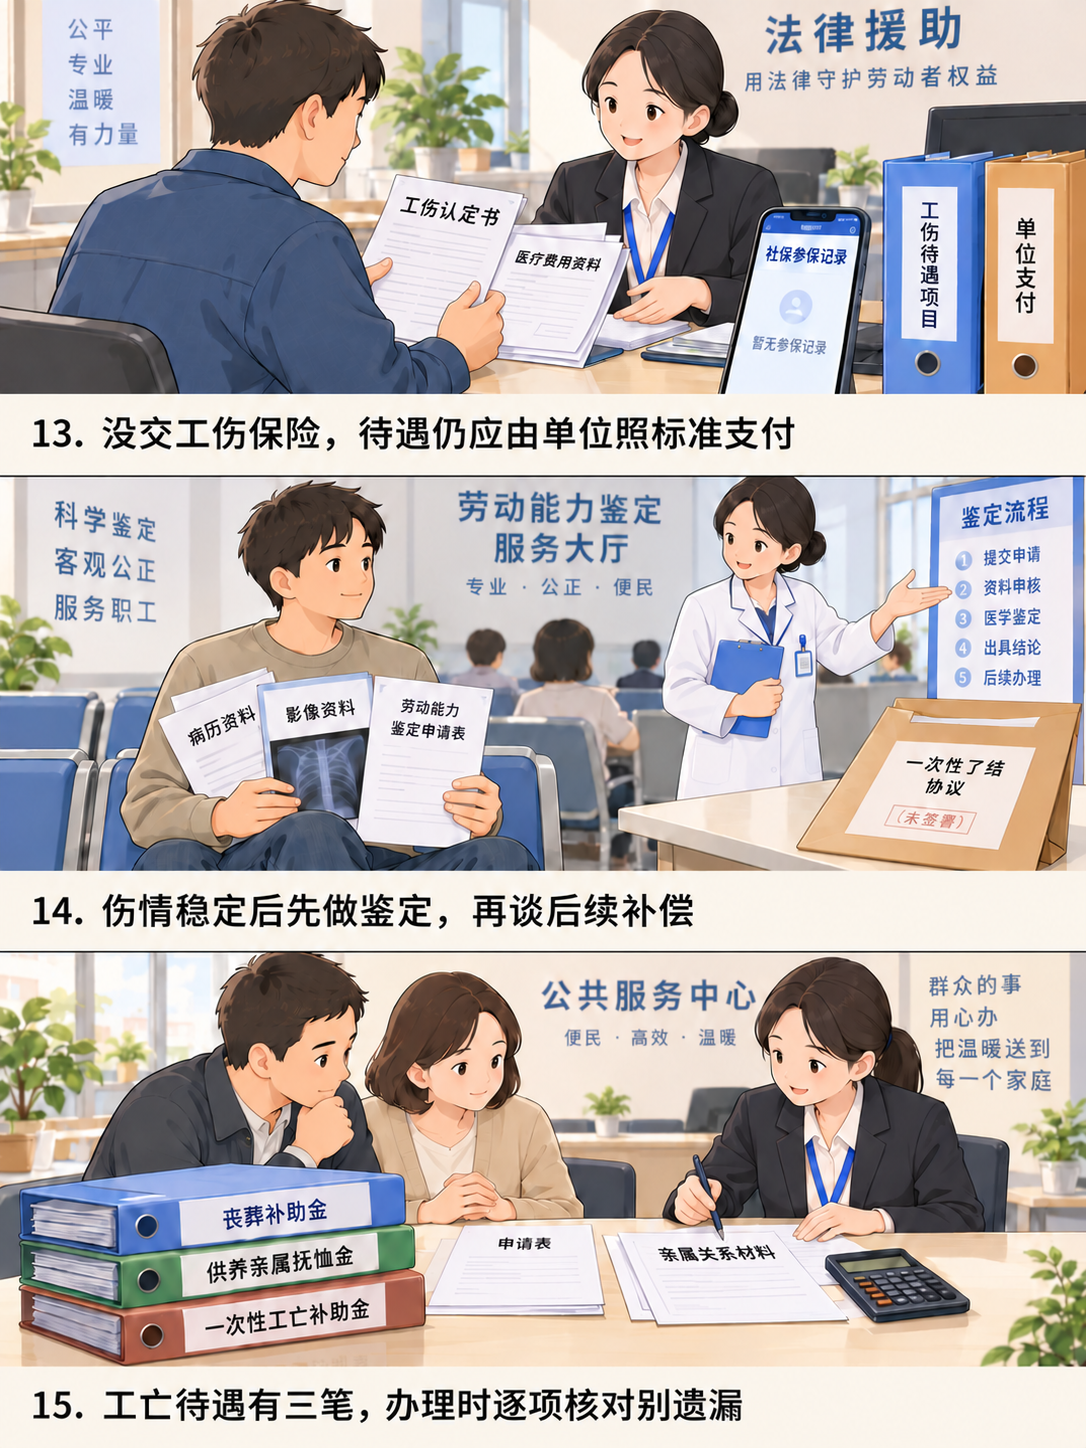 公平
专业
温暖
有力量
法律援助
用法律守护劳动者权益
工伤认定书
医疗费用资料
社保参保记录
暂无参保记录
工伤待遇项目
单位支付
13. 没交工伤保险，待遇仍应由单位照标准支付
科学鉴定
客观公正
服务职工
劳动能力鉴定
服务大厅
专业 · 公正 · 便民
鉴定流程
1 提交申请
2 资料审核
3 医学鉴定
4 出具结论
5 后续办理
病历资料
影像资料
劳动能力
鉴定申请表
一次性了结
协议
（未签署）
14. 伤情稳定后先做鉴定，再谈后续补偿
公共服务中心
便民 · 高效 · 温暖
群众的事
用心办
把温暖送到
每一个家庭
丧葬补助金
供养亲属抚恤金
一次性工亡补助金
申请表
亲属关系材料
15. 工亡待遇有三笔，办理时逐项核对别遗漏